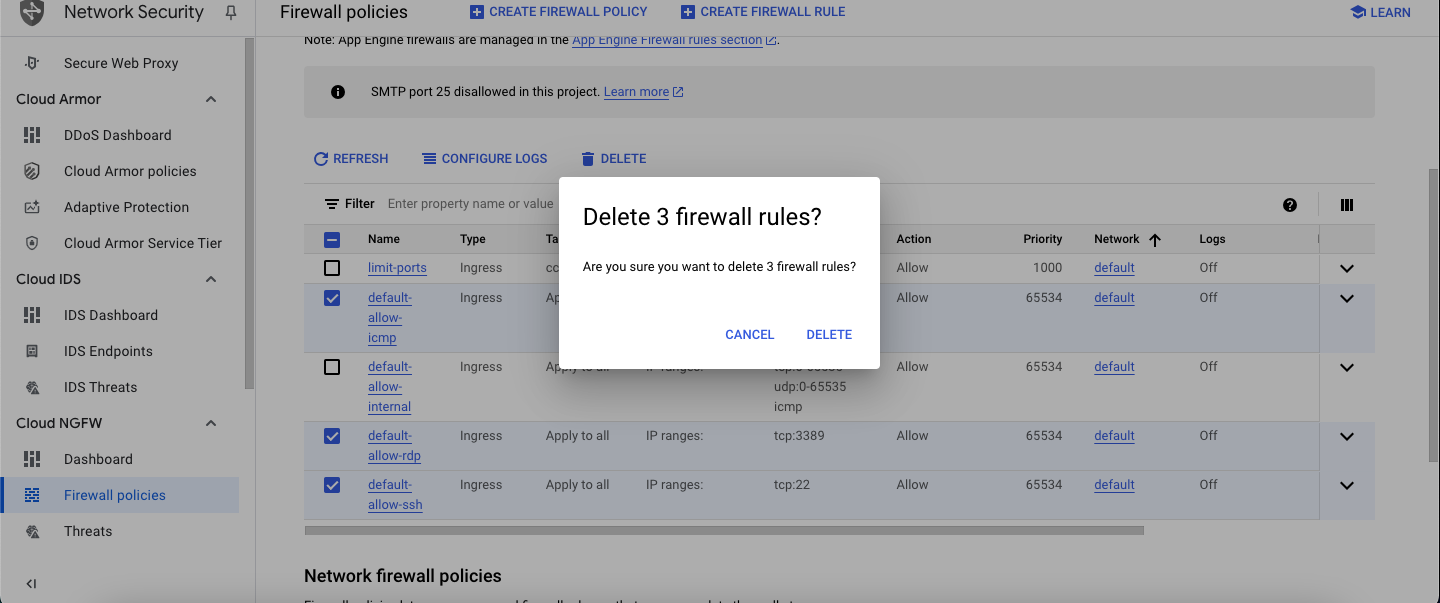 Network Security
Firewall policies
CREATE FIREWALL POLICY
CREATE FIREWALL RULE
LEARN
Secure Web Proxy
Cloud Armor
DDoS Dashboard
Cloud Armor policies
Adaptive Protection
Cloud Armor Service Tier
Cloud IDS
IDS Dashboard
IDS Endpoints
IDS Threats
Cloud NGFW
Dashboard
Firewall policies
Threats
Note: App Engine firewalls are managed in the App Engine Firewall rules section.
SMTP port 25 disallowed in this project. Learn more
REFRESH
CONFIGURE LOGS
DELETE
Filter Enter property name or value
Name Type Action Priority Network Logs
limit-ports Ingress Allow 1000 default Off
default- Ingress Allow 65534 default Off
allow-
icmp
default- Ingress Apply to all IP ranges: Allow 65534 default Off
allow- udp:0-65535
internal icmp
default- Ingress Apply to all IP ranges: tcp:3389 Allow 65534 default Off
allow-rdp
default- Ingress Apply to all IP ranges: tcp:22 Allow 65534 default Off
allow-ssh
Delete 3 firewall rules?
Are you sure you want to delete 3 firewall rules?
CANCEL DELETE
Network firewall policies